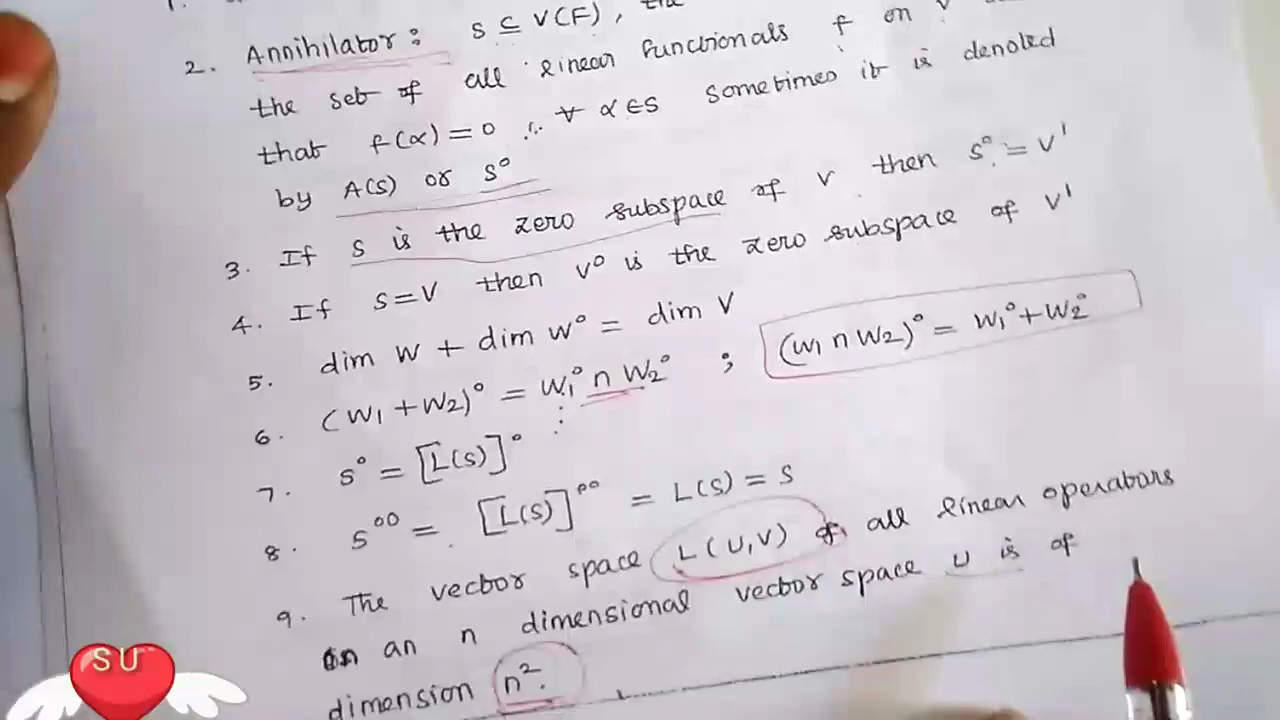 1.
2. Annihilator : S ⊆ V(F), the
the set of all linear functionals f on V
that f(α) = 0 ∴ ∀ α ∈ S sometimes it is denoted
by A(S) or S°
3. If S is the zero subspace of V then S° = V'
4. If S=V then V° is the zero subspace of V'
5. dim W + dim W° = dim V
6. (W₁ + W₂)° = W₁° ∩ W₂° ; (W₁ ∩ W₂)° = W₁° + W₂°
7. S° = [L(S)]°
8. S°° = [L(S)]°° = L(S) = S
9. The vector space L(U,V) of all linear operators
on an n dimensional vector space U is of
dimension n².
SU